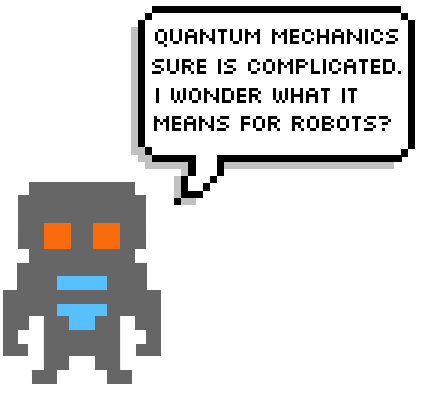 QUANTUM MECHANICS
SURE IS COMPLICATED.
I WONDER WHAT IT
MEANS FOR ROBOTS?